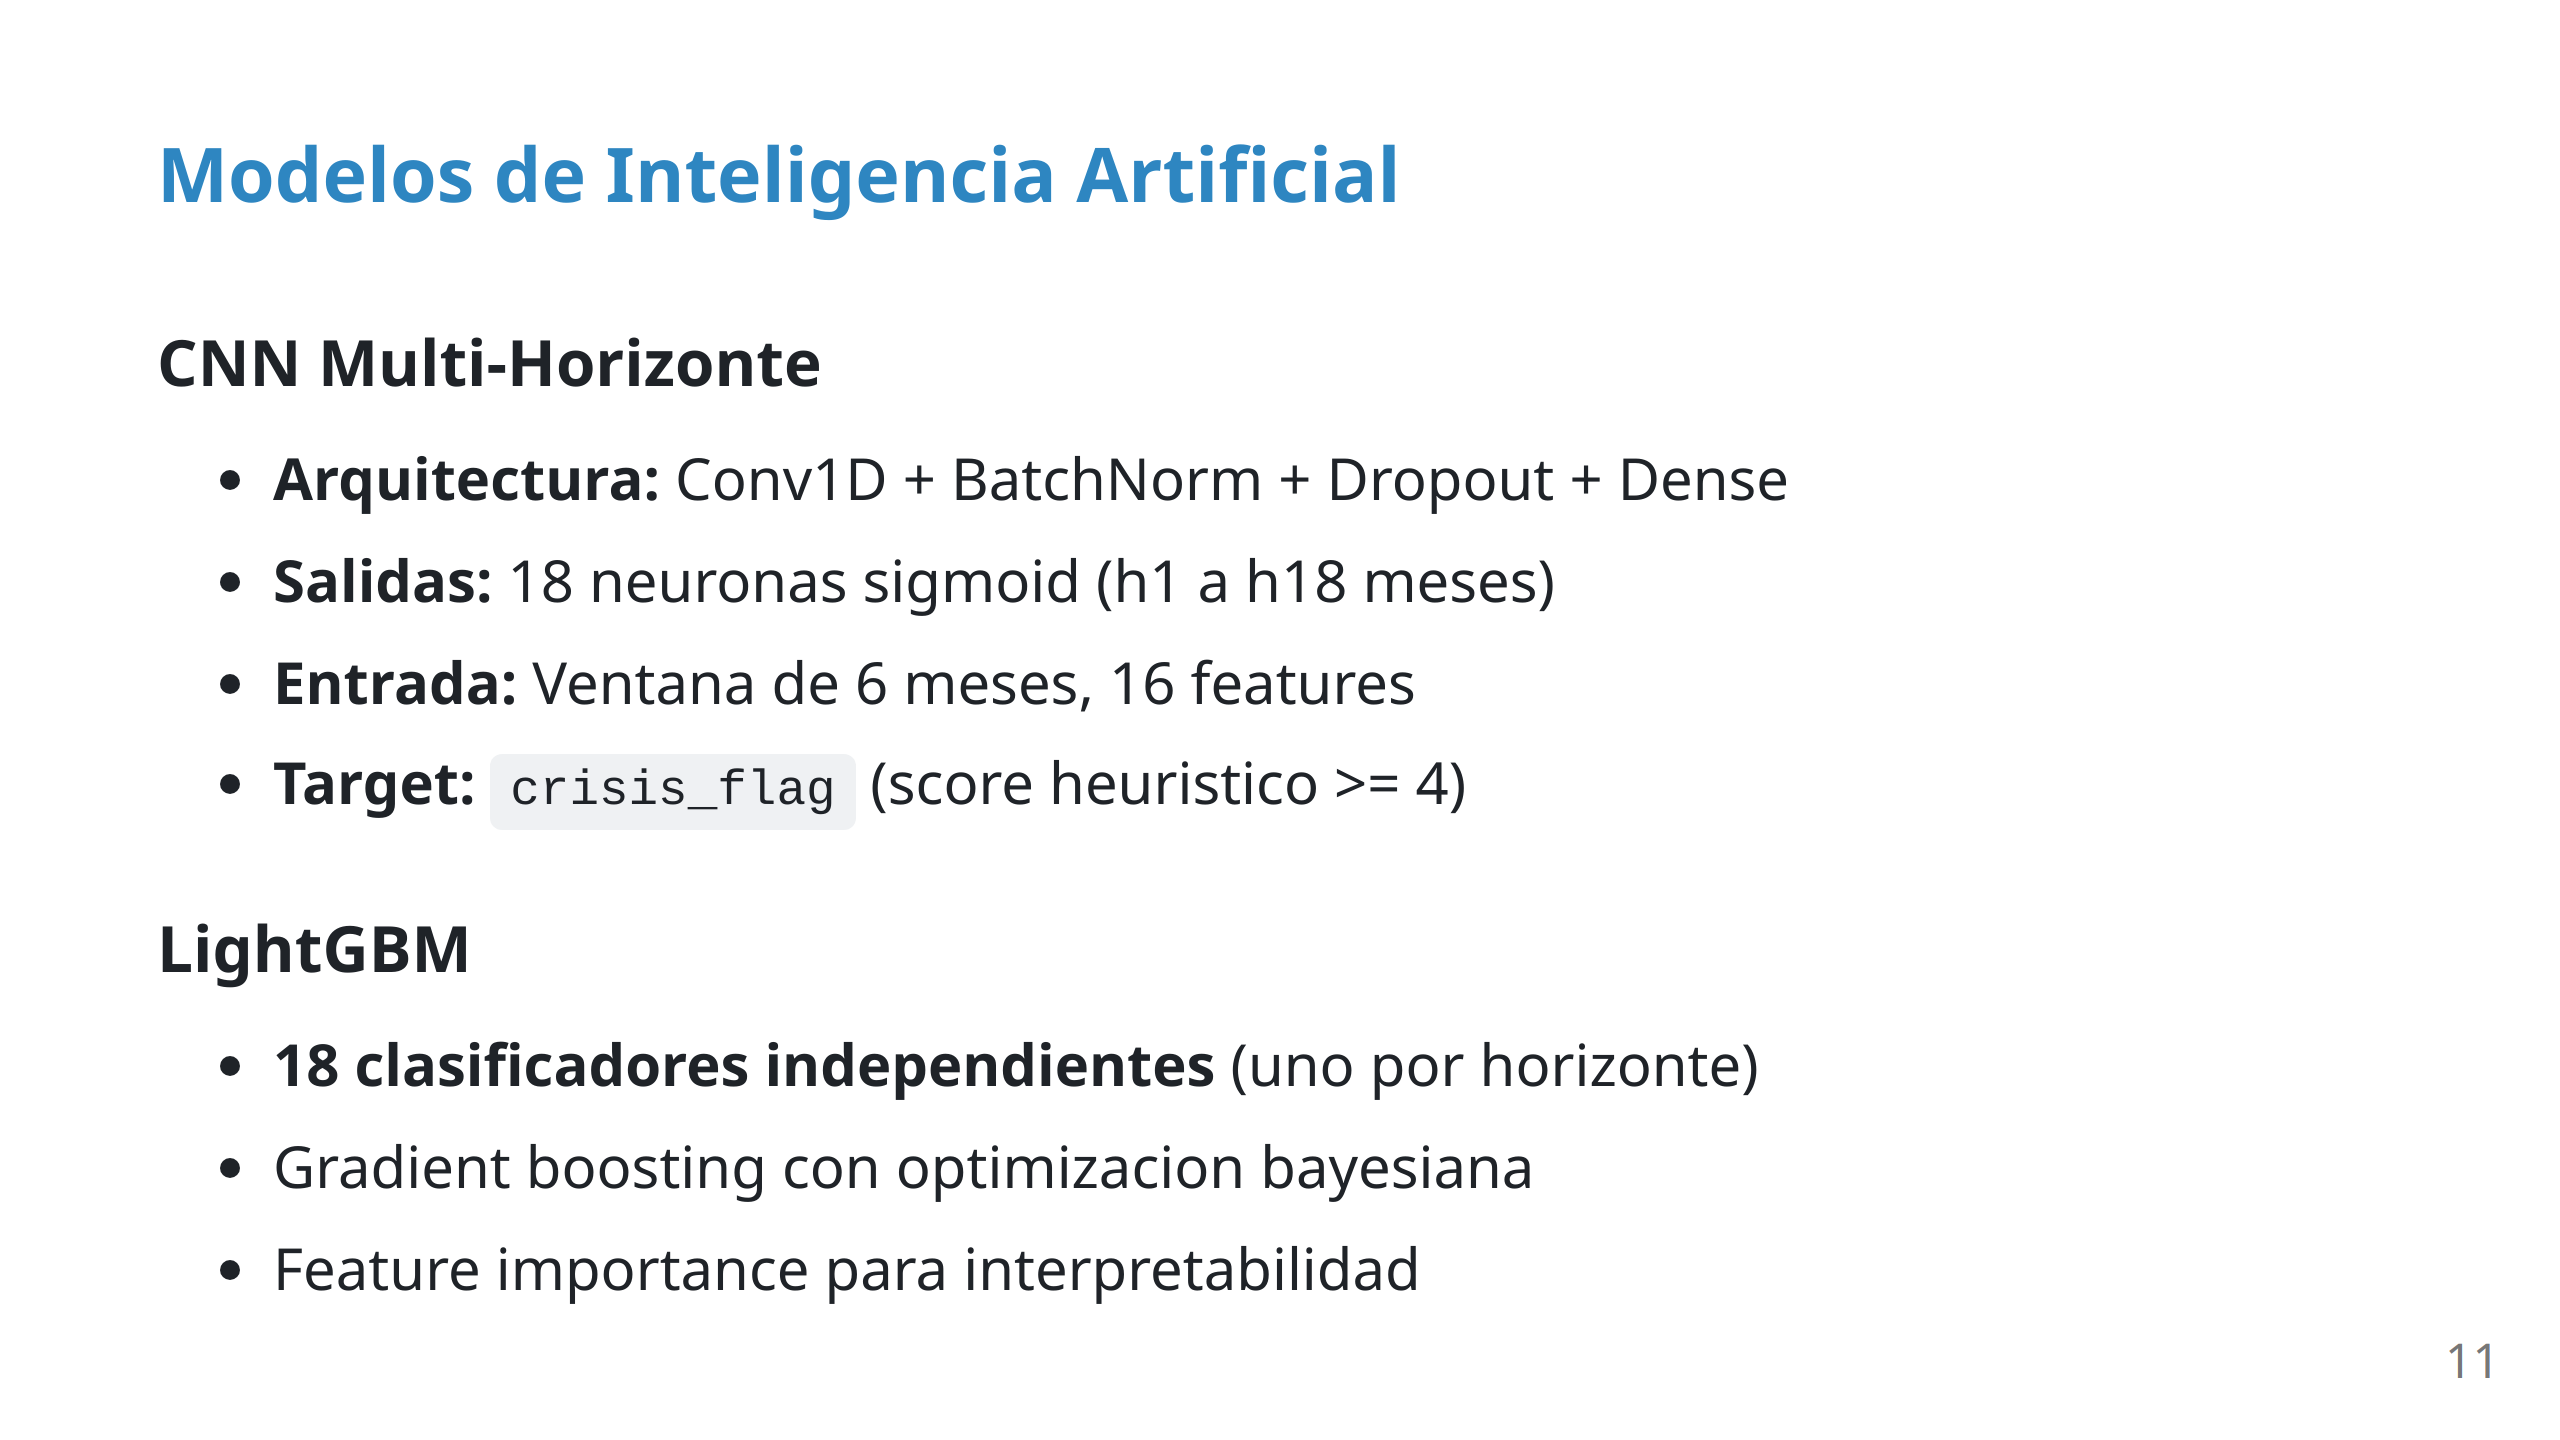 Modelos de Inteligencia Artificial
CNN Multi-Horizonte
• Arquitectura: Conv1D + BatchNorm + Dropout + Dense
• Salidas: 18 neuronas sigmoid (h1 a h18 meses)
• Entrada: Ventana de 6 meses, 16 features
• Target: crisis_flag (score heuristico >= 4)
LightGBM
• 18 clasificadores independientes (uno por horizonte)
• Gradient boosting con optimizacion bayesiana
• Feature importance para interpretabilidad
11